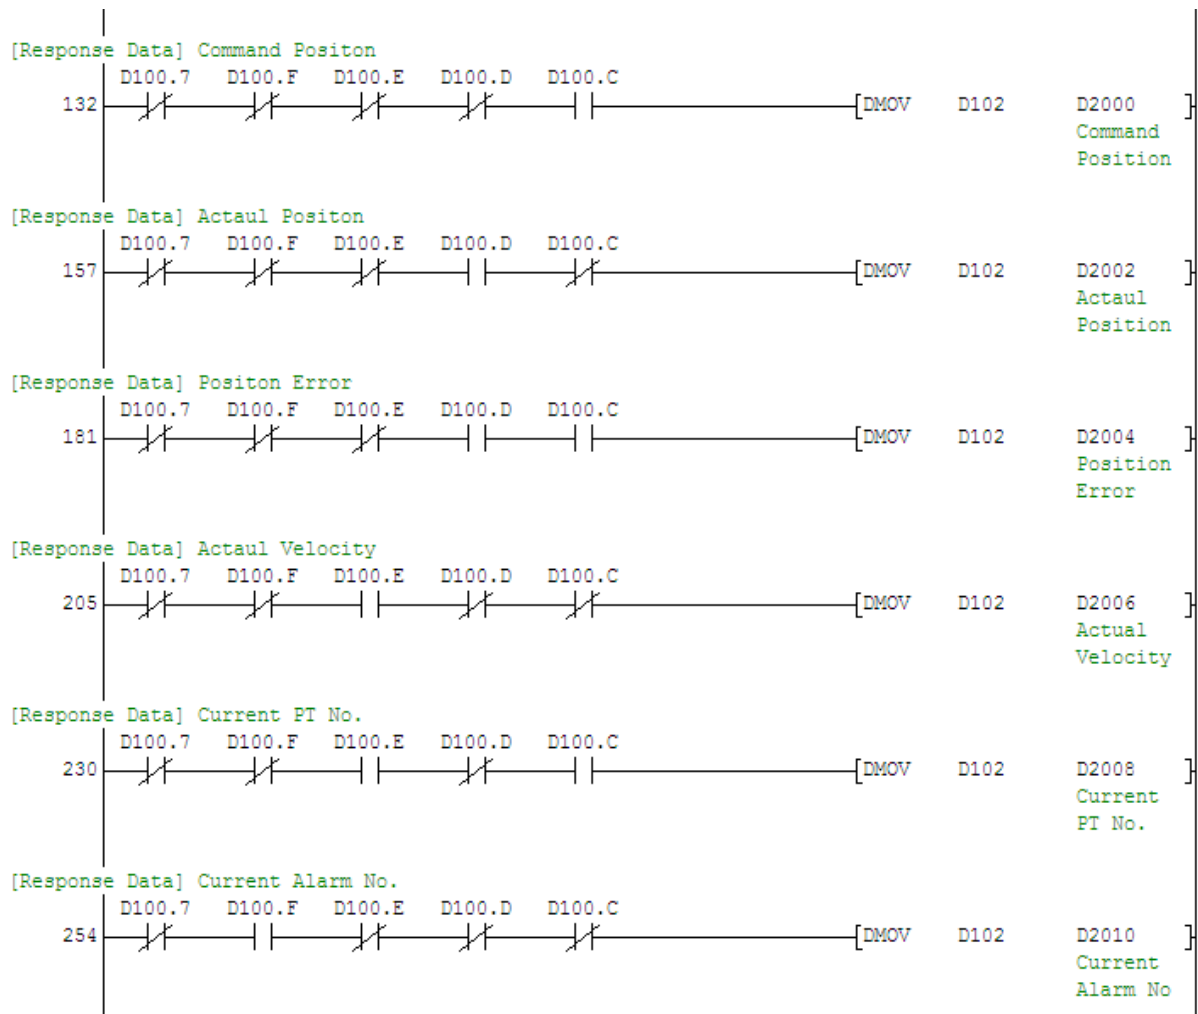 [Response Data] Command Positon
D100.7 D100.F D100.E D100.D D100.C
132 [DMOV D102 D2000 ]
Command
Position
[Response Data] Actaul Positon
D100.7 D100.F D100.E D100.D D100.C
157 [DMOV D102 D2002 ]
Actaul
Position
[Response Data] Positon Error
D100.7 D100.F D100.E D100.D D100.C
181 [DMOV D102 D2004 ]
Position
Error
[Response Data] Actaul Velocity
D100.7 D100.F D100.E D100.D D100.C
205 [DMOV D102 D2006 ]
Actual
Velocity
[Response Data] Current PT No.
D100.7 D100.F D100.E D100.D D100.C
230 [DMOV D102 D2008 ]
Current
PT No.
[Response Data] Current Alarm No.
D100.7 D100.F D100.E D100.D D100.C
254 [DMOV D102 D2010 ]
Current
Alarm No